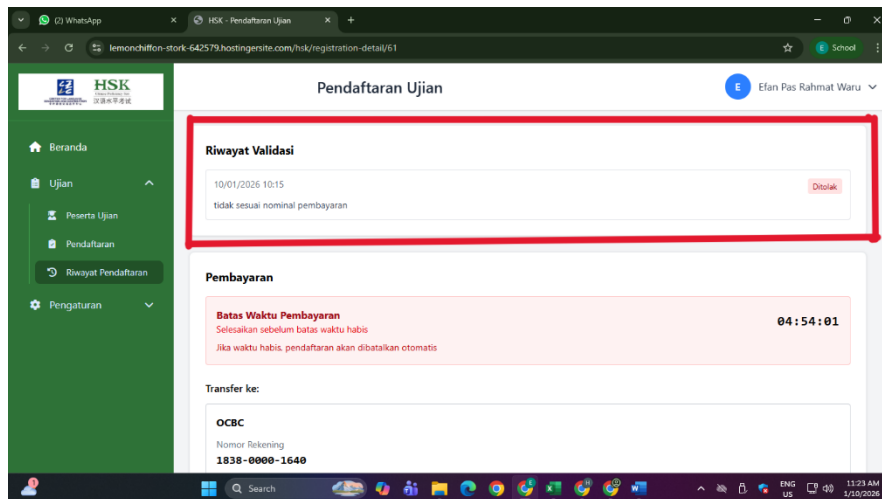 (2) WhatsApp
HSK - Pendaftaran Ujian
lemonchiffon-stork-642579.hostingersite.com/hsk/registration-detail/61
E School
HSK
汉语水平考试
Pendaftaran Ujian
E Efan Pas Rahmat Waru
Beranda
Ujian
Peserta Ujian
Pendaftaran
Riwayat Pendaftaran
Pengaturan
Riwayat Validasi
10/01/2026 10:15
Ditolak
tidak sesuai nominal pembayaran
Pembayaran
Batas Waktu Pembayaran
Selesaikan sebelum batas waktu habis
04:54:01
Jika waktu habis, pendaftaran akan dibatalkan otomatis
Transfer ke:
OCBC
Nomor Rekening
1838-0000-1640
Search
ENG
US
11:23 AM
1/10/2026